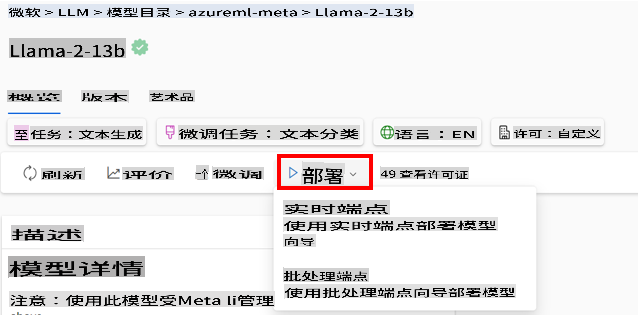 微软 > LLM > 模型目录 > azureml-meta > Llama-2-13b
Llama-2-13b
概览 版本 艺术品
至任务：文本生成 微调任务：文本分类 语言：EN 许可：自定义
刷新 评价 微调 部署 49 查看许可证
实时端点
使用实时端点部署模型
向导
批处理端点
使用批处理端点向导部署模型
描述
模型详情
注意：使用此模型受Meta li管理
above